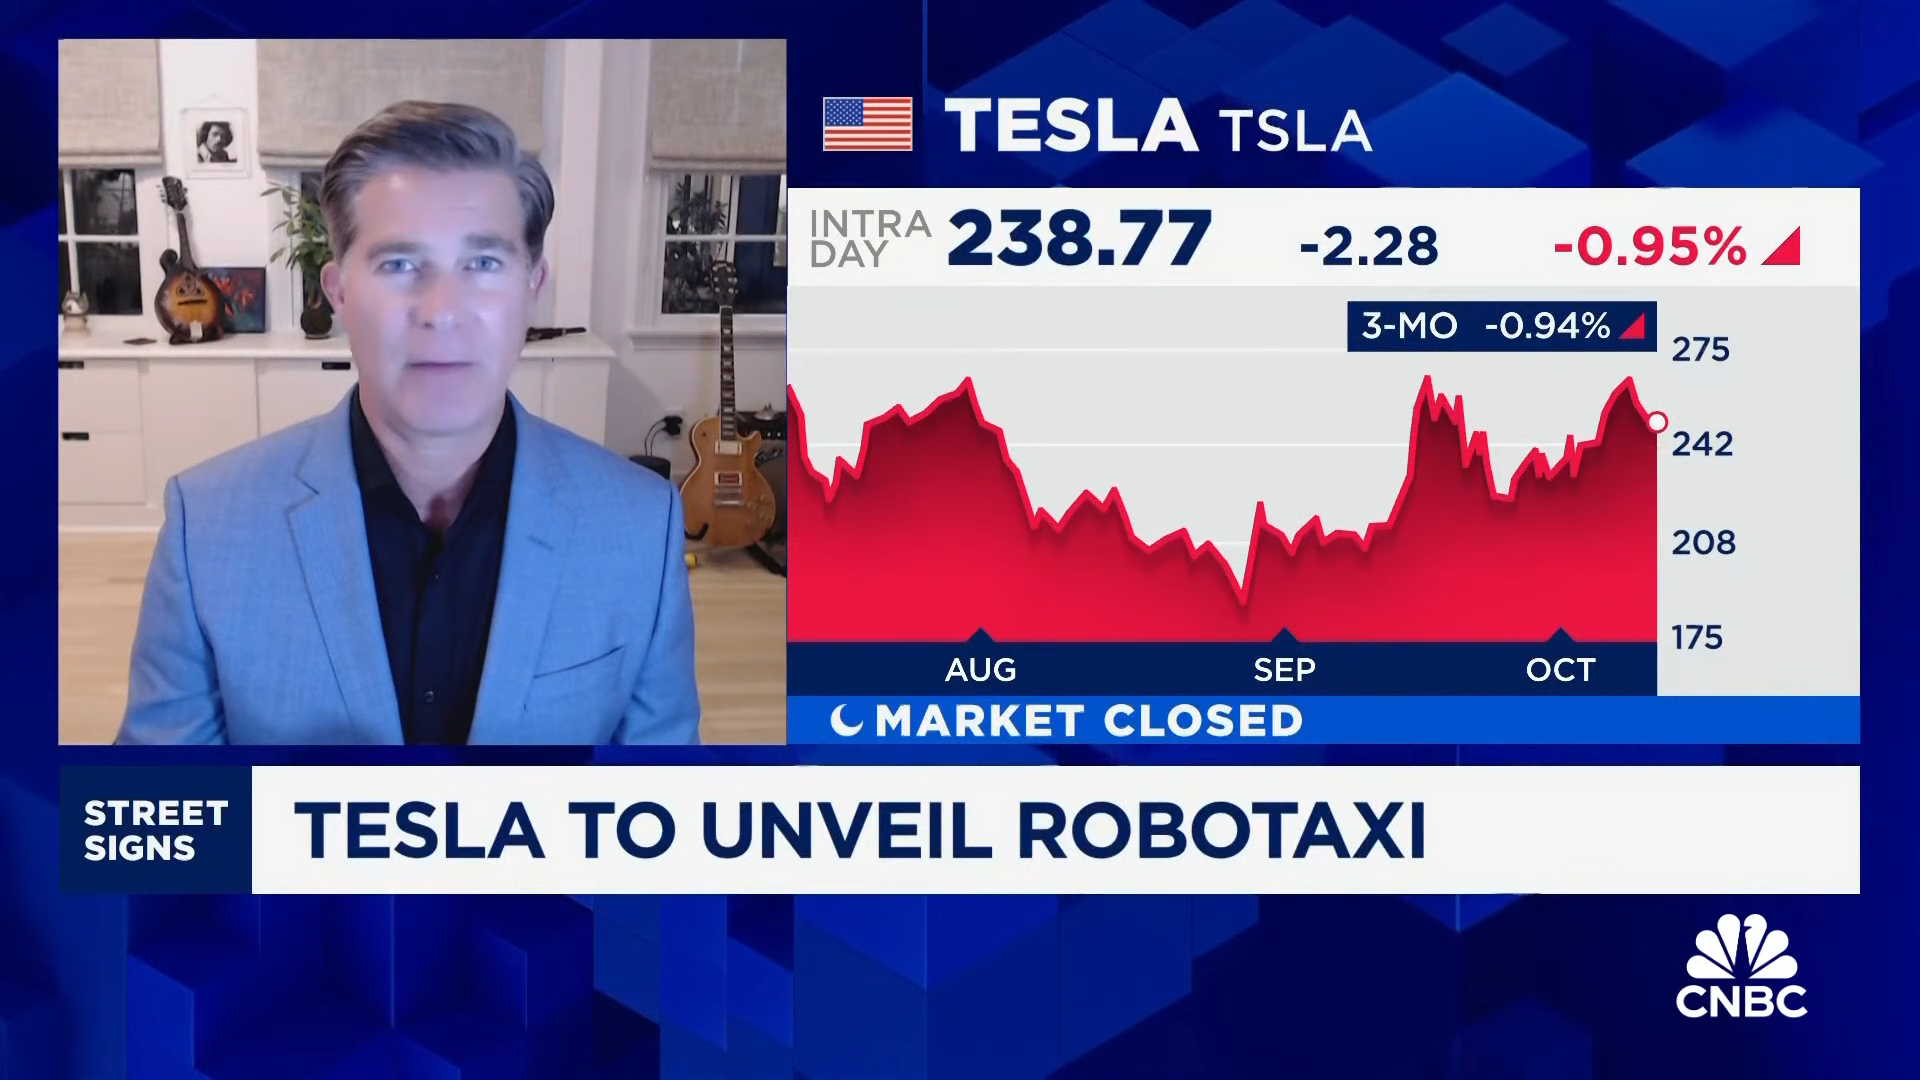 TESLA TSLA
INTRA
DAY
238.77 -2.28 -0.95%
3-MO -0.94%
275
242
208
175
AUG SEP OCT
MARKET CLOSED
STREET
SIGNS
TESLA TO UNVEIL ROBOTAXI
CNBC